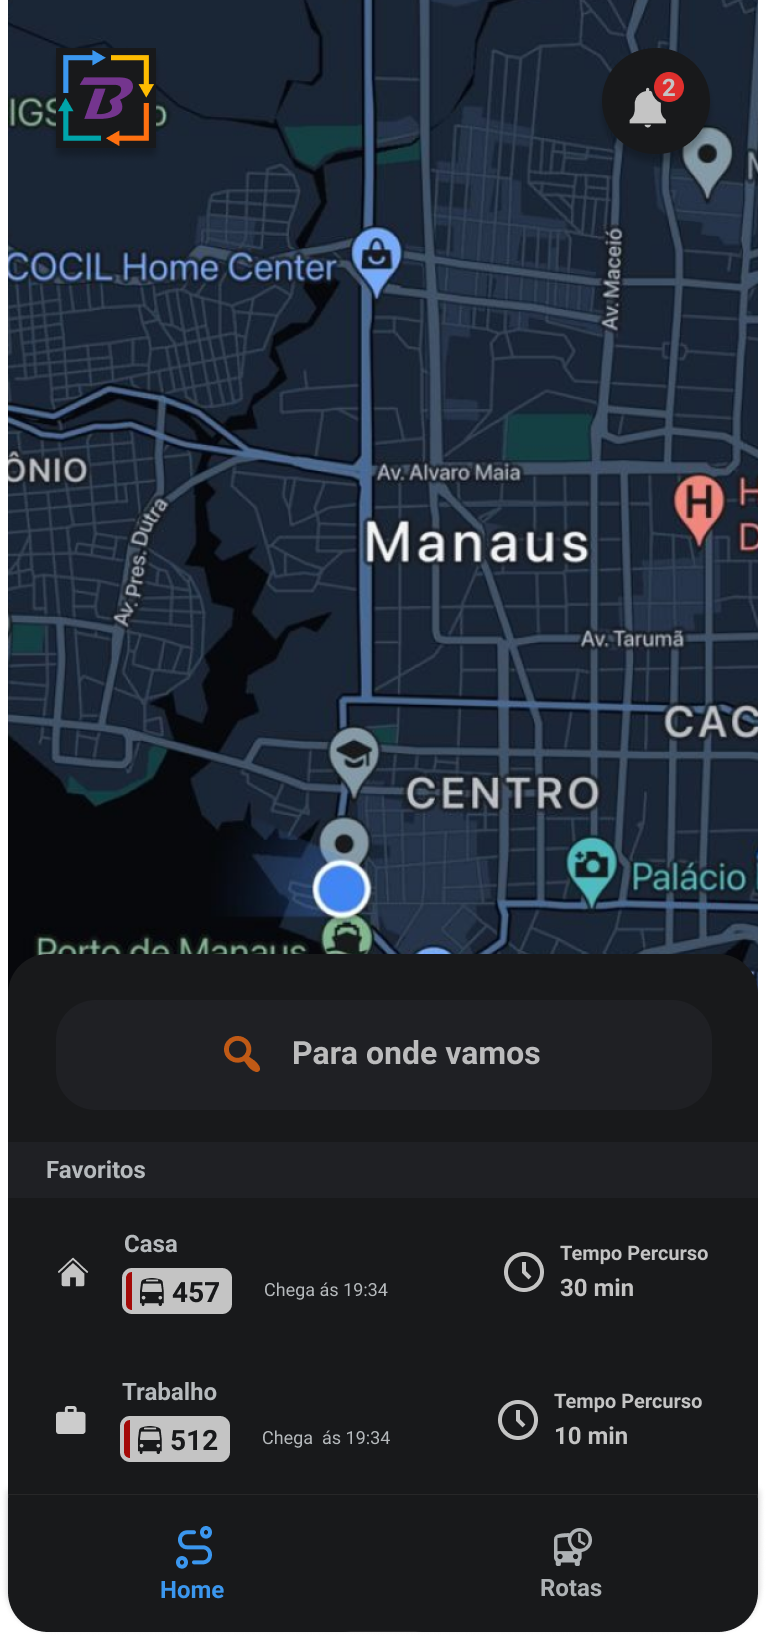 B
2
COCIL Home Center
Av. Maceió
ÔNIO
Av. Alvaro Maia
H
Manaus
Av. Pres. Dutra
Av. Tarumã
CAC
CENTRO
Palácio
Porto de Manaus
Para onde vamos
Favoritos
Casa
457
Chega ás 19:34
Tempo Percurso
30 min
Trabalho
512
Chega  ás 19:34
Tempo Percurso
10 min
Home
Rotas